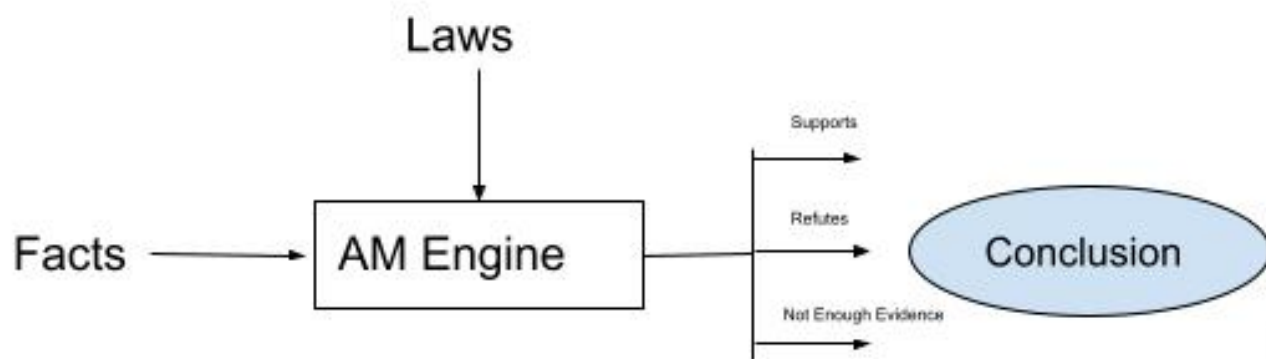 Laws
Supports
Facts
AM Engine
Refutes
Conclusion
Not Enough Evidence